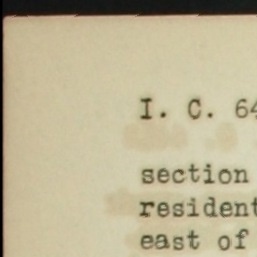 I. C. 64
section
resident
east of